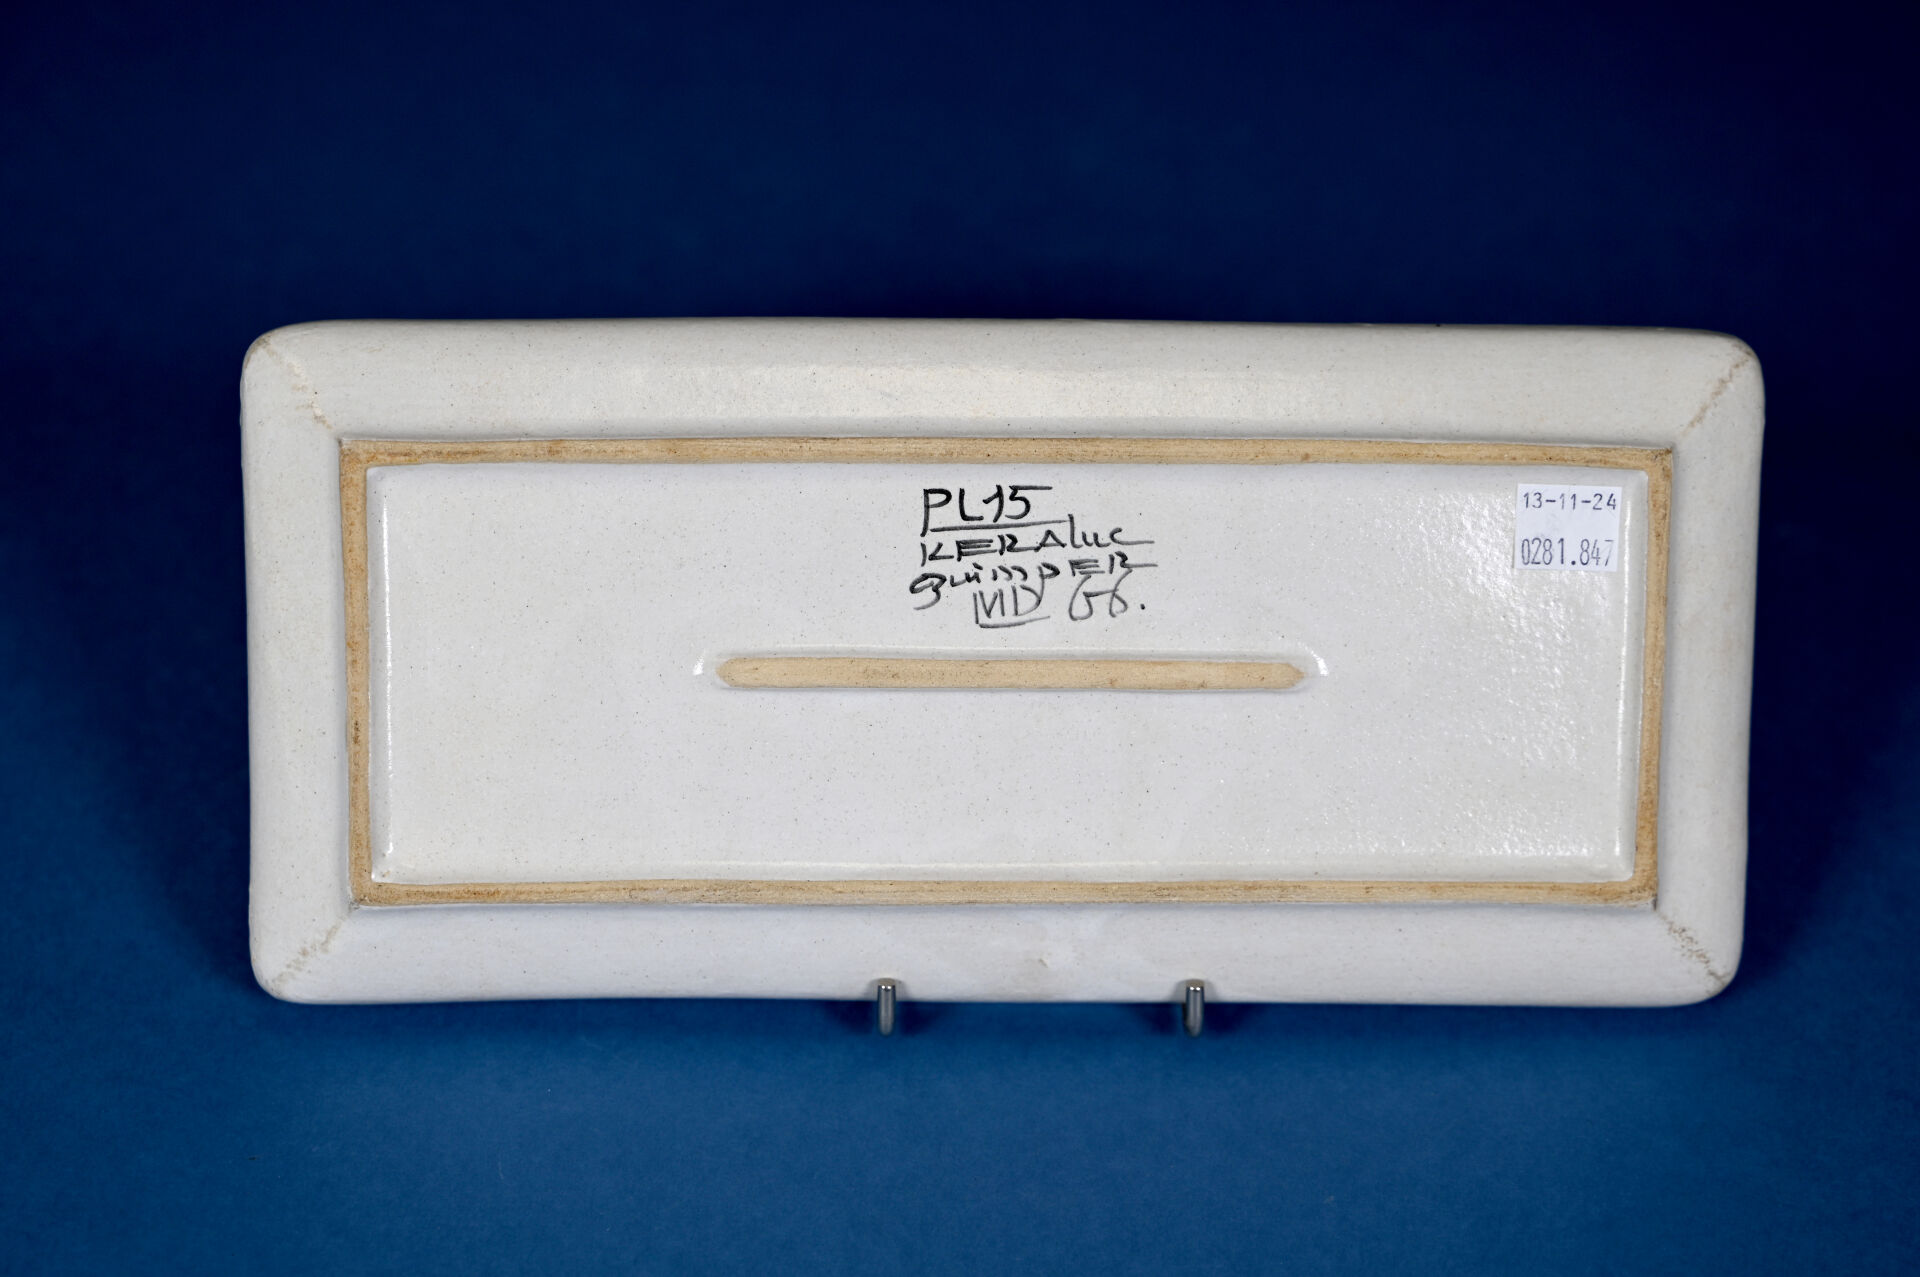 PL15
KERAluc
QuimpER
MD 66.
13-11-24
0281.847